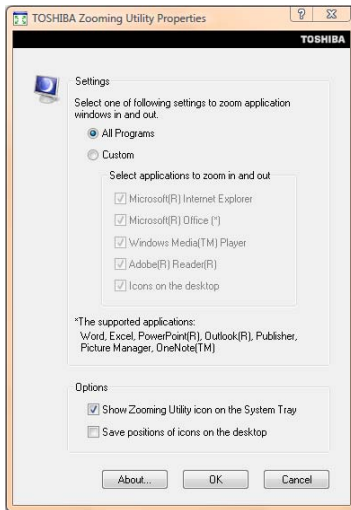 TOSHIBA Zooming Utility Properties
TOSHIBA
Settings
Select one of following settings to zoom application
windows in and out.
All Programs
Custom
Select applications to zoom in and out
Microsoft(R) Internet Explorer
Microsoft(R) Office (*)
Windows Media(TM) Player
Adobe(R) Reader(R)
Icons on the desktop
*The supported applications:
Word, Excel, PowerPoint(R), Outlook(R), Publisher,
Picture Manager, OneNote(TM)
Options
Show Zooming Utility icon on the System Tray
Save positions of icons on the desktop
About... OK Cancel